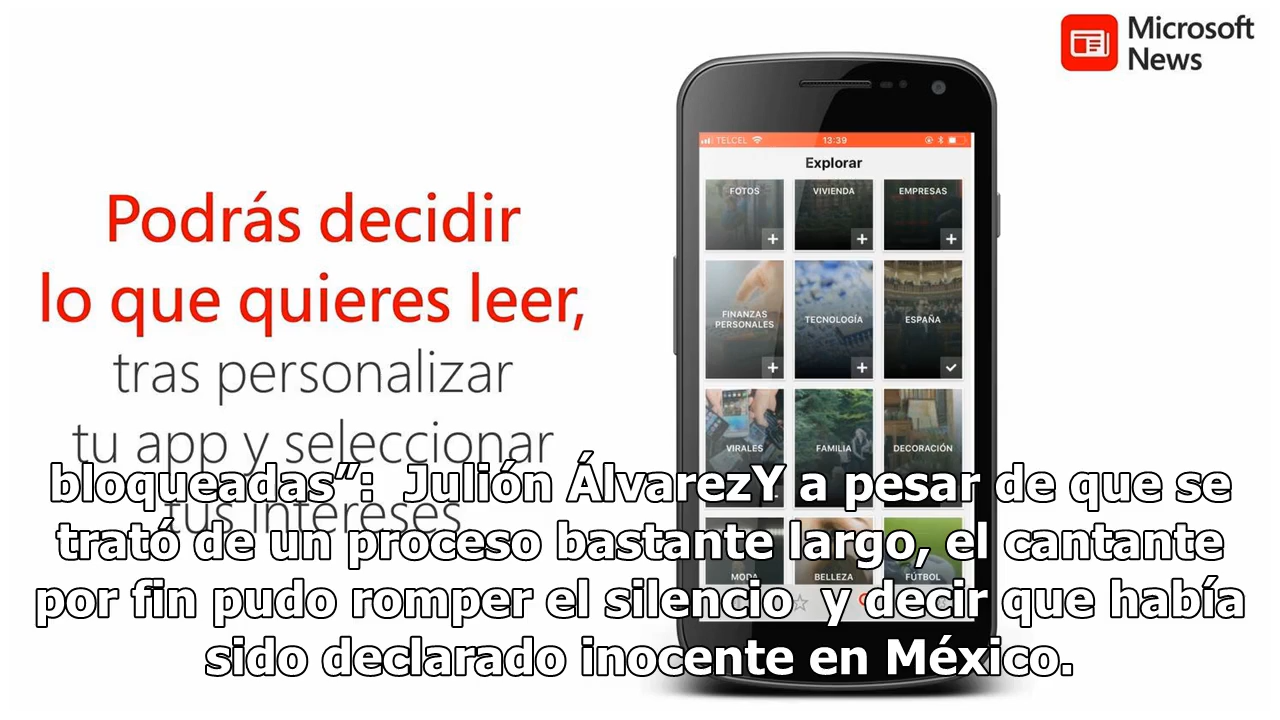 Microsoft
News
TELCEL 13:39
Explorar
FOTOS VIVIENDA EMPRESAS
FINANZAS
PERSONALES
TECNOLOGÍA
ESPAÑA
VIRALES FAMILIA DECORACIÓN
MODA BELLEZA FÚTBOL
Podrás decidir
lo que quieres leer,
tras personalizar
tu app y seleccionar
tus intereses
bloqueadas”: Julión ÁlvarezY a pesar de que se
trató de un proceso bastante largo, el cantante
por fin pudo romper el silencio y decir que había
sido declarado inocente en México.